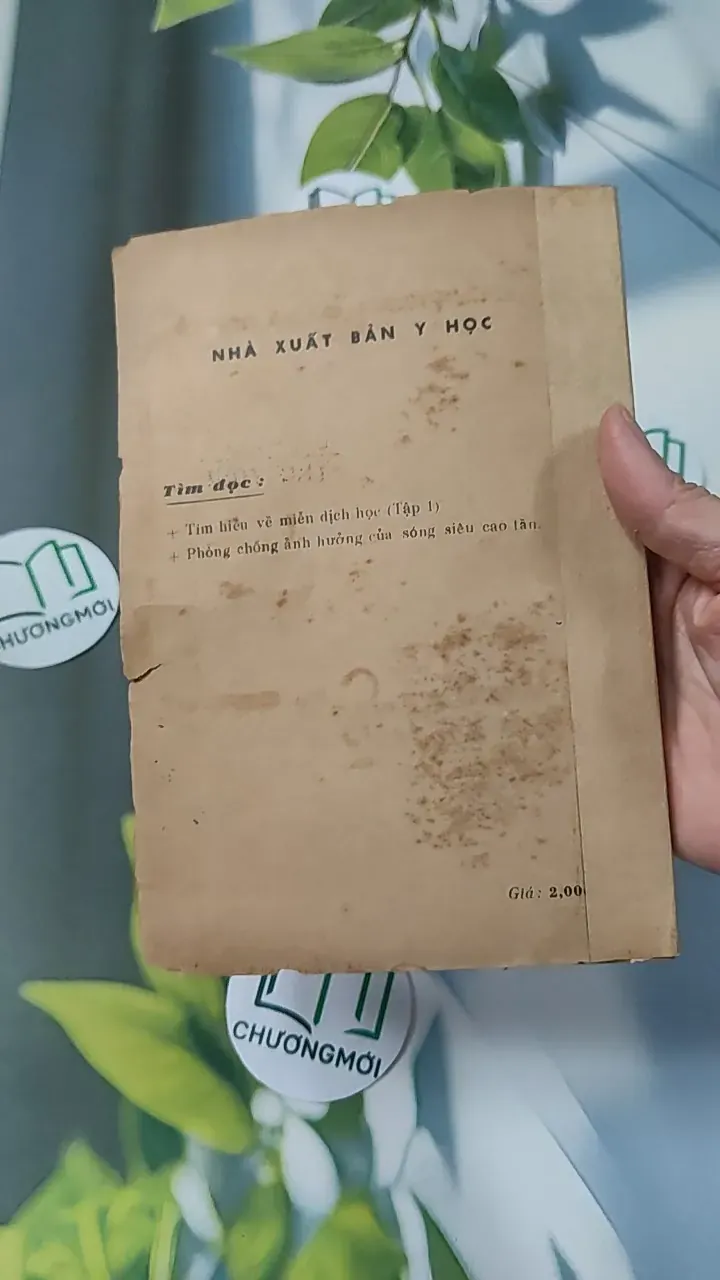 NHÀ XUẤT BẢN Y HỌC
Tìm đọc :
+ Tìm hiểu về miễn dịch học (Tập 1)
+ Phòng chống ảnh hưởng của sóng siêu cao tần.
Giá : 2,00
CHƯƠNGMỚI
CHƯƠNGMỚI